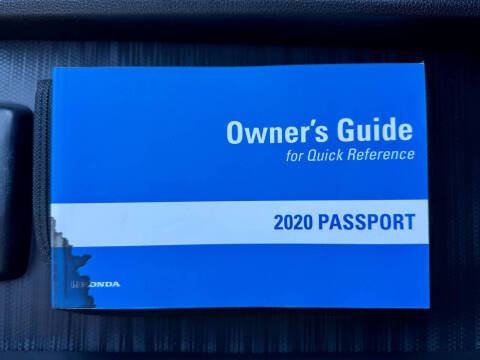 Owner's Guide
for Quick Reference
2020 PASSPORT
HONDA